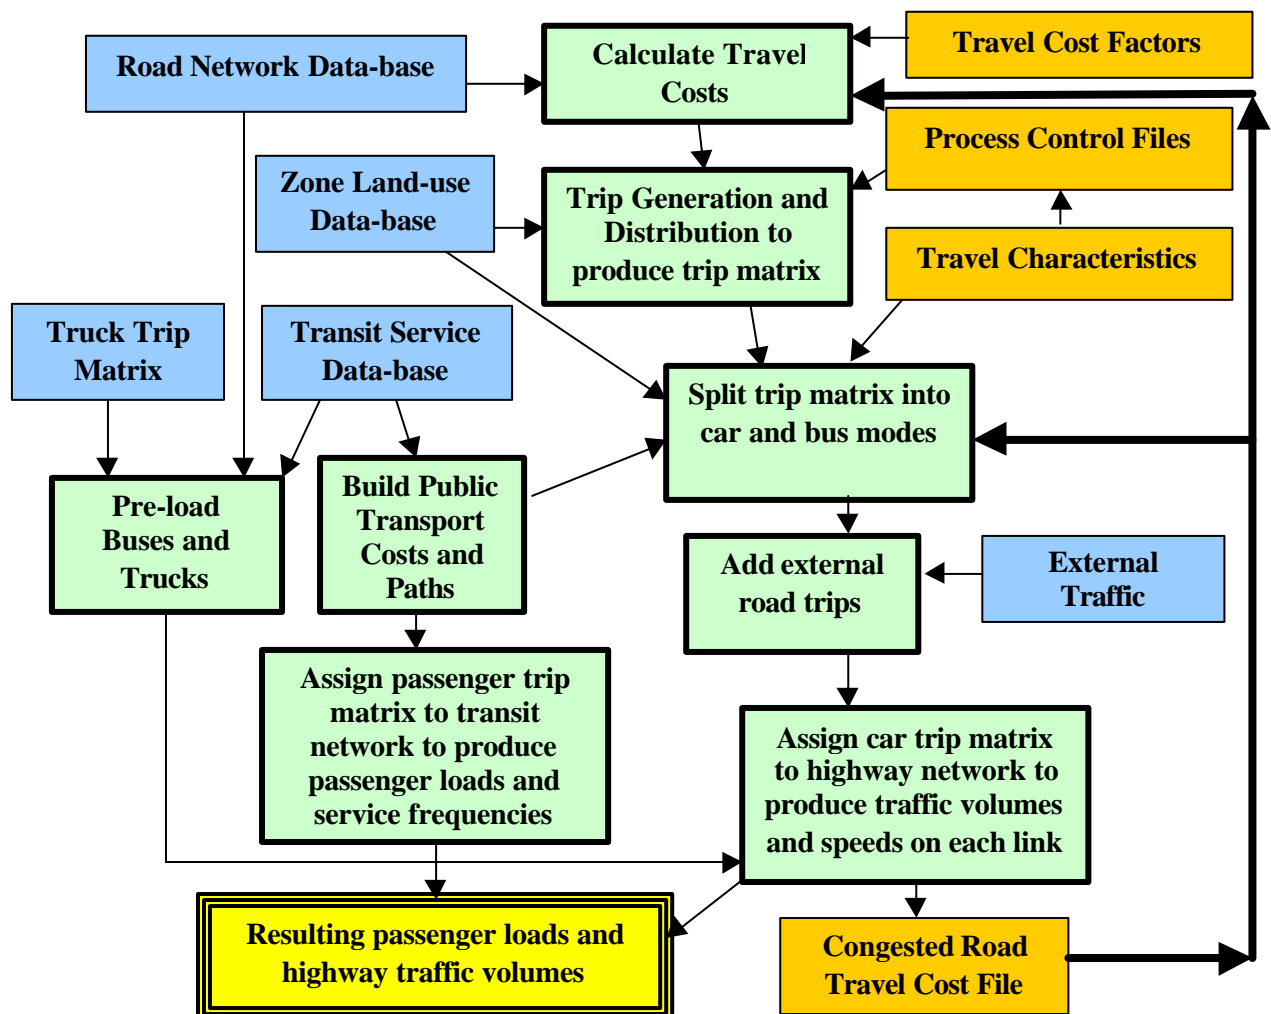 Calculate Travel
Costs
Travel Cost Factors
Road Network Data-base
Process Control Files
Zone Land-use
Data-base
Trip Generation and
Distribution to
produce trip matrix
Travel Characteristics
Truck Trip
Matrix
Transit Service
Data-base
Split trip matrix into
car and bus modes
Pre-load
Buses and
Trucks
Build Public
Transport
Costs and
Paths
Add external
road trips
External
Traffic
Assign passenger trip
matrix to transit
network to produce
passenger loads and
service frequencies
Assign car trip matrix
to highway network to
produce traffic volumes
and speeds on each link
Resulting passenger loads and
highway traffic volumes
Congested Road
Travel Cost File